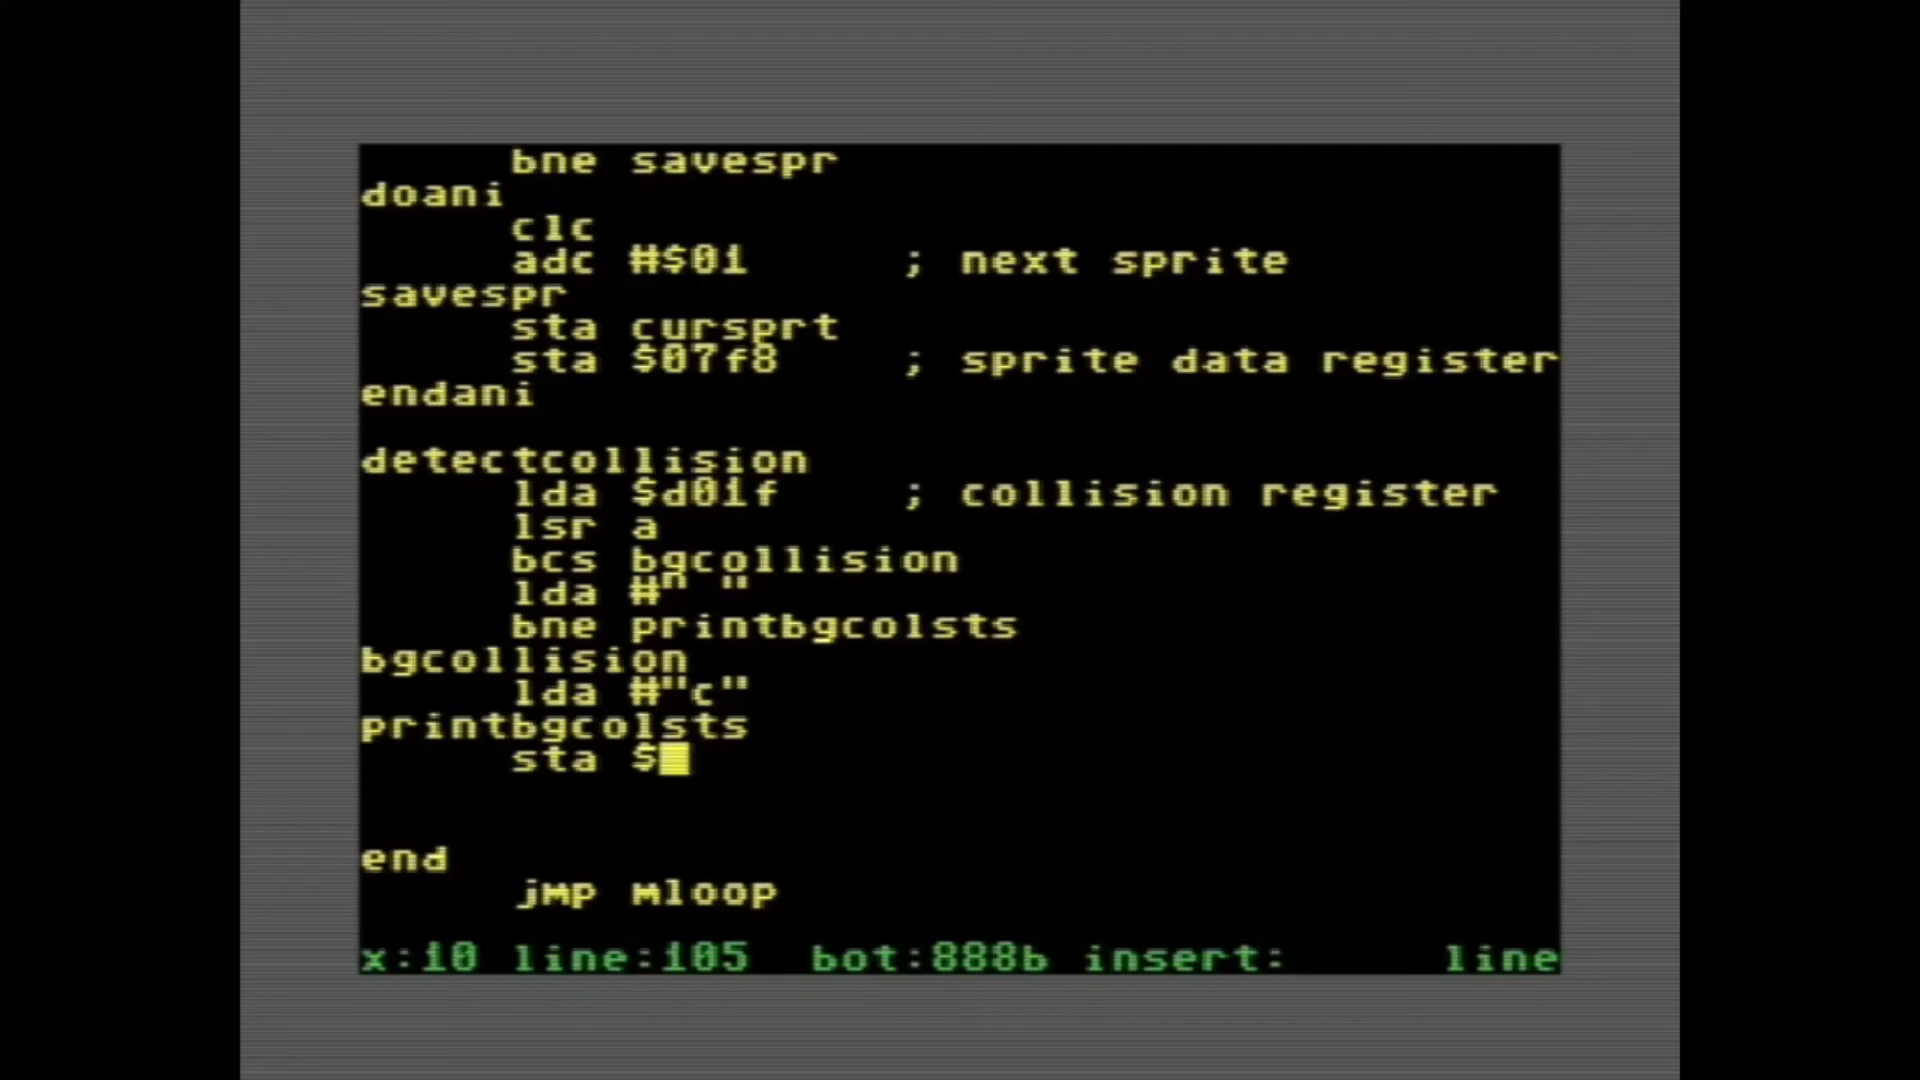 bne savespr
doani
clc
adc #$01 ; next sprite
savespr
sta cursprt
sta $07f8 ; sprite data register
endani
detectcollision
lda $d01f ; collision register
lsr a
bcs bgcollision
lda #" "
bne printbgcolsts
bgcollision
lda #"c"
printbgcolsts
sta $
end
jmp mloop
x:10 line:105 bot:888b insert: line